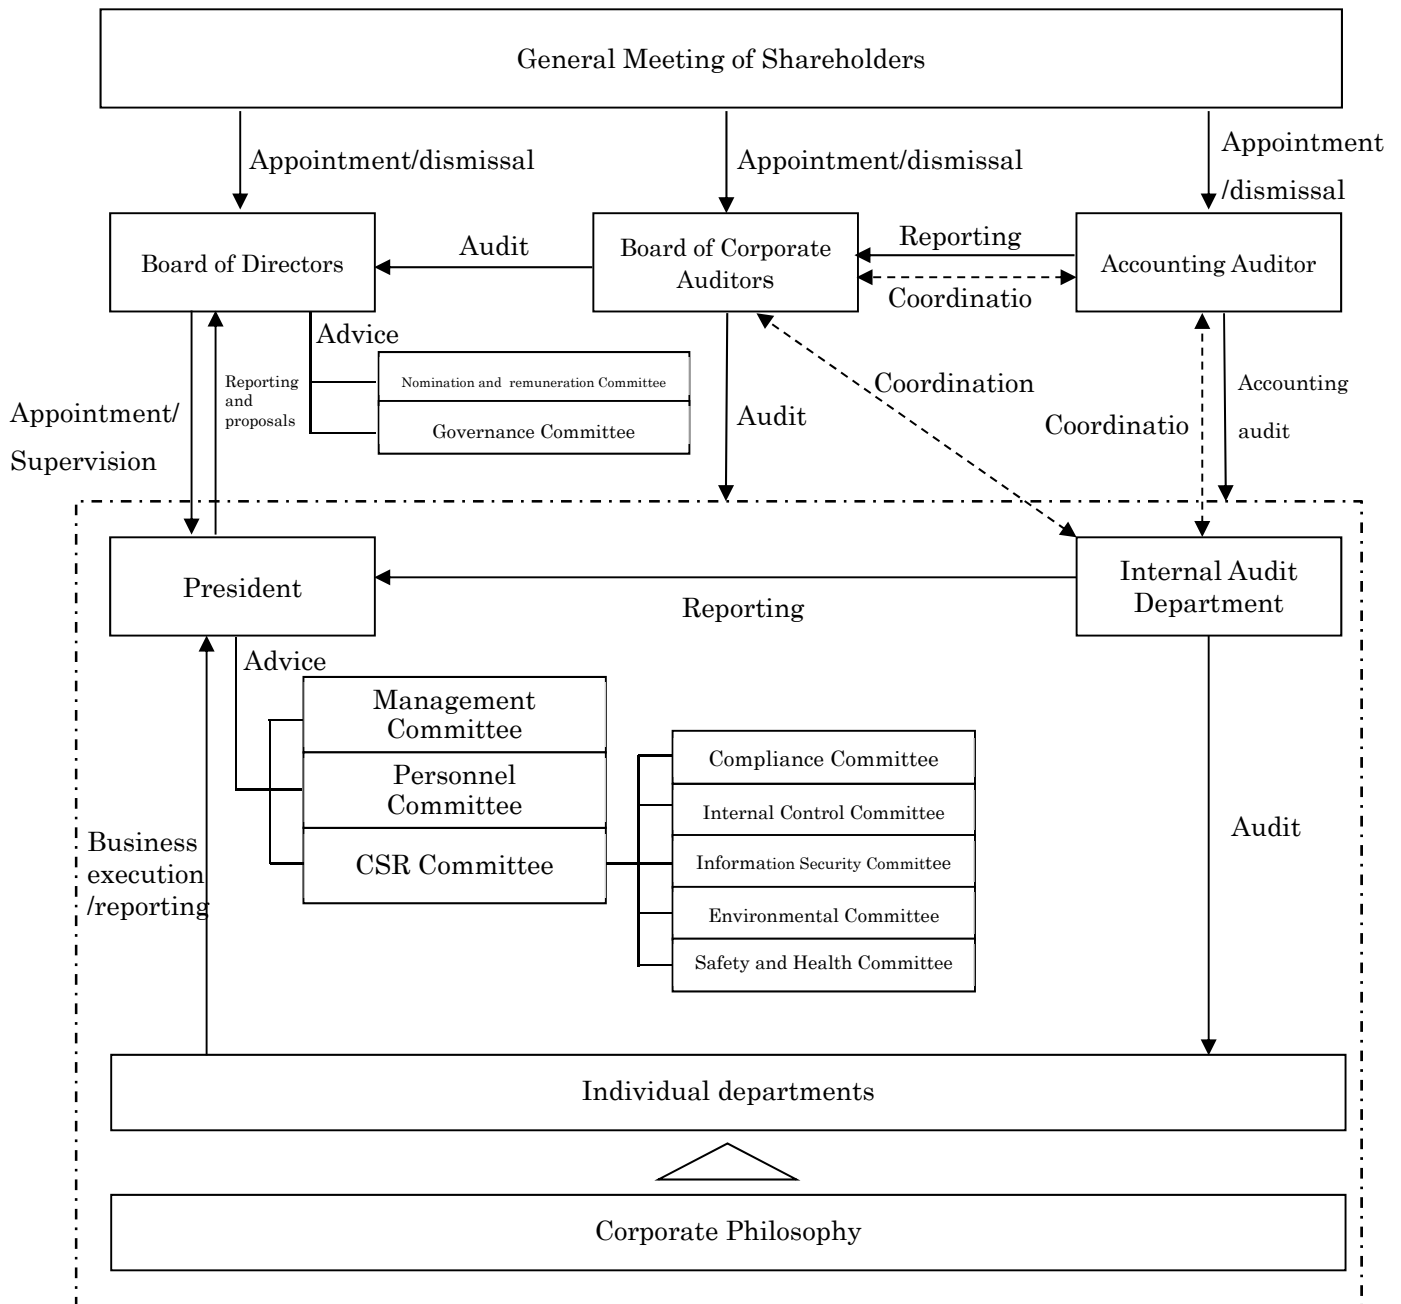 General Meeting of Shareholders
Appointment/dismissal
Appointment/dismissal
Appointment
/dismissal
Board of Directors
Audit
Board of Corporate
Auditors
Reporting
Coordinatio
Accounting Auditor
Advice
Nomination and remuneration Committee
Governance Committee
Reporting
and
proposals
Appointment/
Supervision
Audit
Coordination
Coordinatio
Accounting
audit
President
Reporting
Internal Audit
Department
Advice
Management
Committee
Personnel
Committee
CSR Committee
Compliance Committee
Internal Control Committee
Information Security Committee
Environmental Committee
Safety and Health Committee
Business
execution
/reporting
Audit
Individual departments
Corporate Philosophy